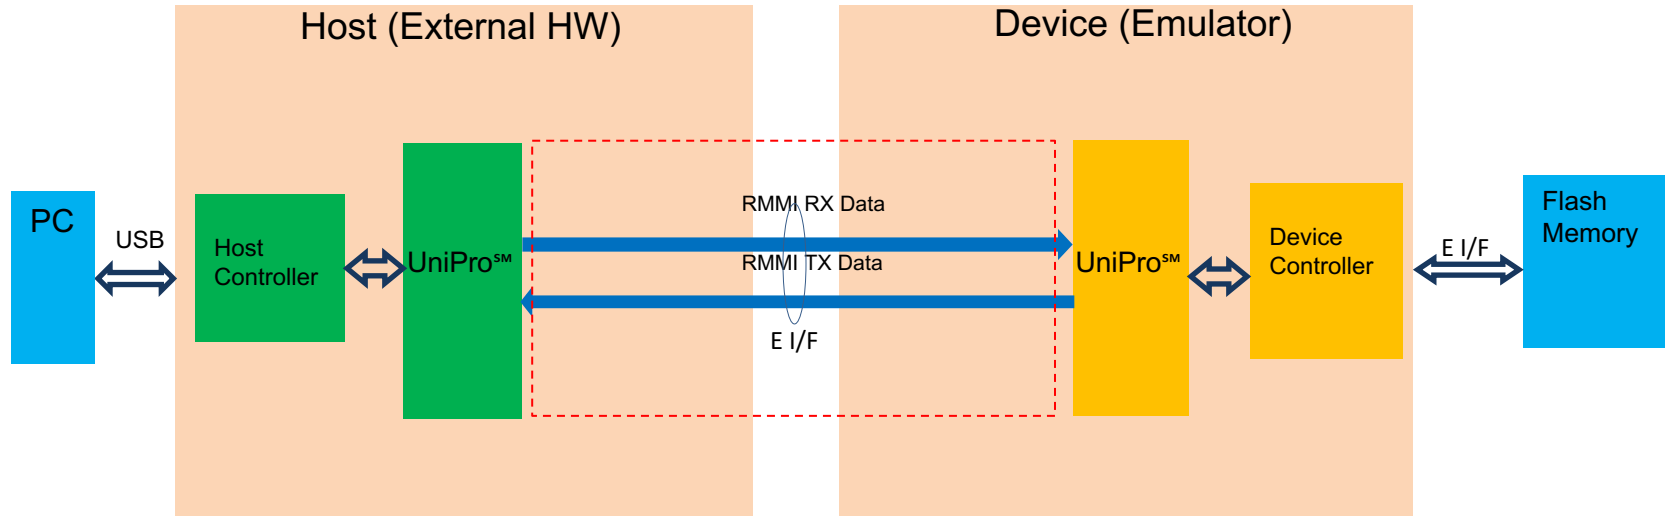 Host (External HW)
Device (Emulator)
PC
USB
Host
Controller
UniPro℠
RMMI RX Data
RMMI TX Data
E I/F
UniPro℠
Device
Controller
E I/F
Flash
Memory